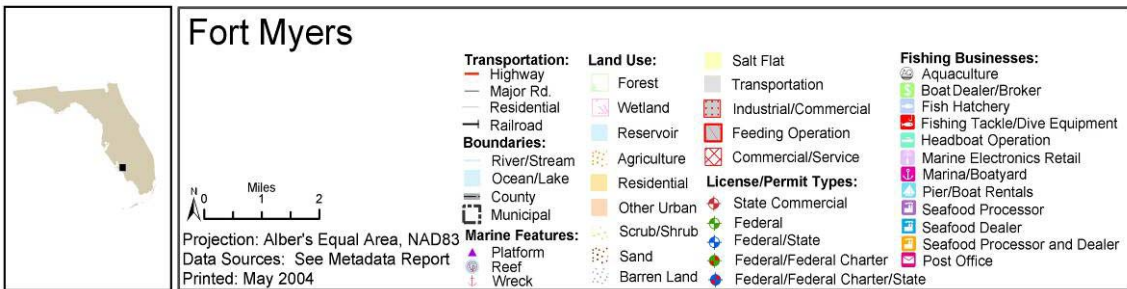 Fort Myers
N
Miles
0 1 2
Projection: Alber's Equal Area, NAD83
Data Sources: See Metadata Report
Printed: May 2004
Transportation:
Highway
Major Rd.
Residential
Railroad
Boundaries:
River/Stream
Ocean/Lake
County
Municipal
Marine Features:
Platform
Reef
Wreck
Land Use:
Forest
Wetland
Reservoir
Agriculture
Residential
Other Urban
Scrub/Shrub
Sand
Barren Land
Salt Flat
Transportation
Industrial/Commercial
Feeding Operation
Commercial/Service
License/Permit Types:
State Commercial
Federal
Federal/State
Federal/Federal Charter
Federal/Federal Charter/State
Fishing Businesses:
Aquaculture
Boat Dealer/Broker
Fish Hatchery
Fishing Tackle/Dive Equipment
Headboat Operation
Marine Electronics Retail
Marina/Boatyard
Pier/Boat Rentals
Seafood Processor
Seafood Dealer
Seafood Processor and Dealer
Post Office